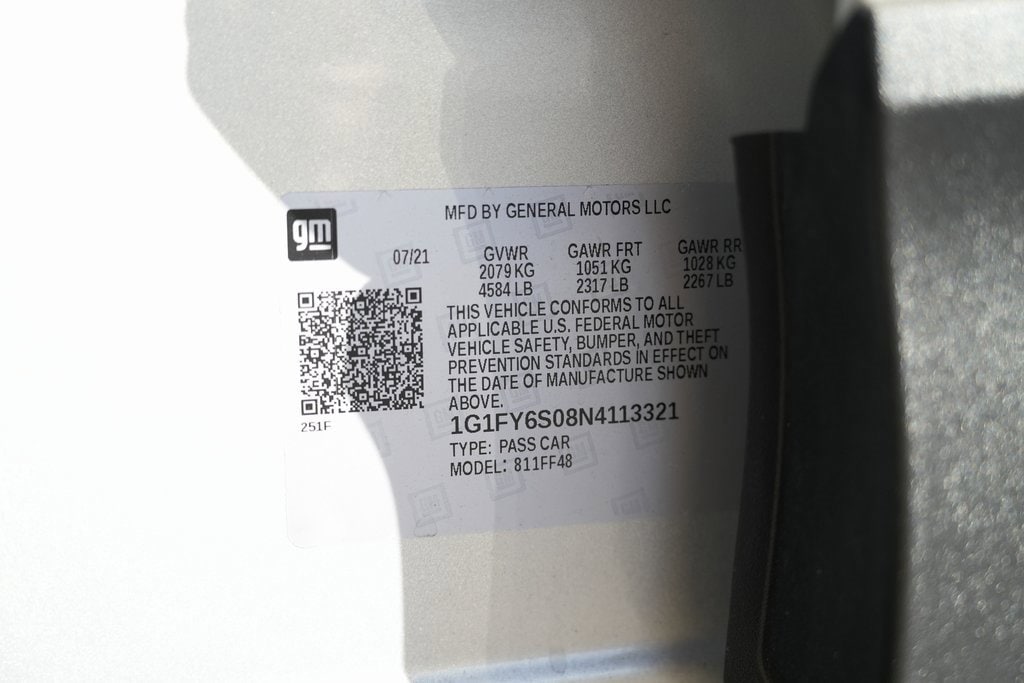 gm
MFD BY GENERAL MOTORS LLC
07/21 GVWR GAWR FRT GAWR RR
2079 KG 1051 KG 1028 KG
4584 LB 2317 LB 2267 LB
THIS VEHICLE CONFORMS TO ALL
APPLICABLE U.S. FEDERAL MOTOR
VEHICLE SAFETY, BUMPER, AND THEFT
PREVENTION STANDARDS IN EFFECT ON
THE DATE OF MANUFACTURE SHOWN
ABOVE.
251F
1G1FY6S08N4113321
TYPE: PASS CAR
MODEL: 811FF48